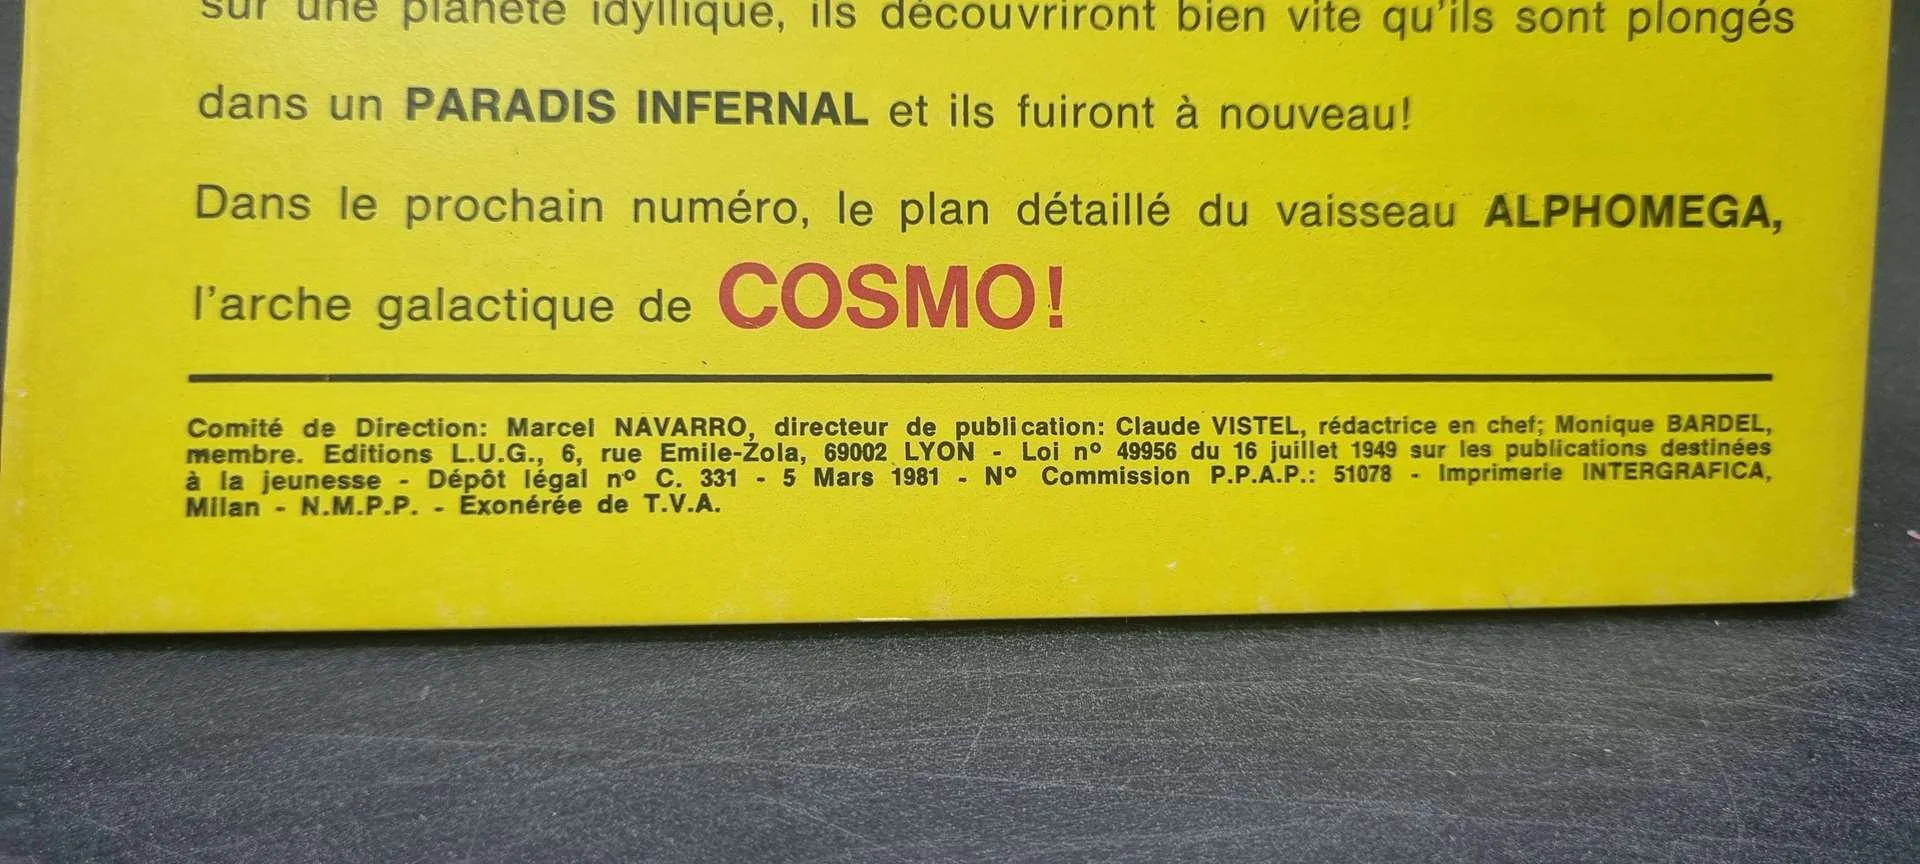 sur une planète idyllique, ils découvriront bien vite qu'ils sont plongés
dans un PARADIS INFERNAL et ils fuiront à nouveau!
Dans le prochain numéro, le plan détaillé du vaisseau ALPHOMEGA,
l'arche galactique de COSMO!
Comité de Direction: Marcel NAVARRO, directeur de publication: Claude VISTEL, rédactrice en chef; Monique BARDEL,
membre. Editions L.U.G., 6, rue Emile-Zola, 69002 LYON - Loi nº 49956 du 16 juillet 1949 sur les publications destinées
à la jeunesse - Dépôt légal nº C. 331 - 5 Mars 1981 - Nº Commission P.P.A.P.: 51078 - Imprimerie INTERGRAFICA,
Milan - N.M.P.P. - Exonérée de T.V.A.